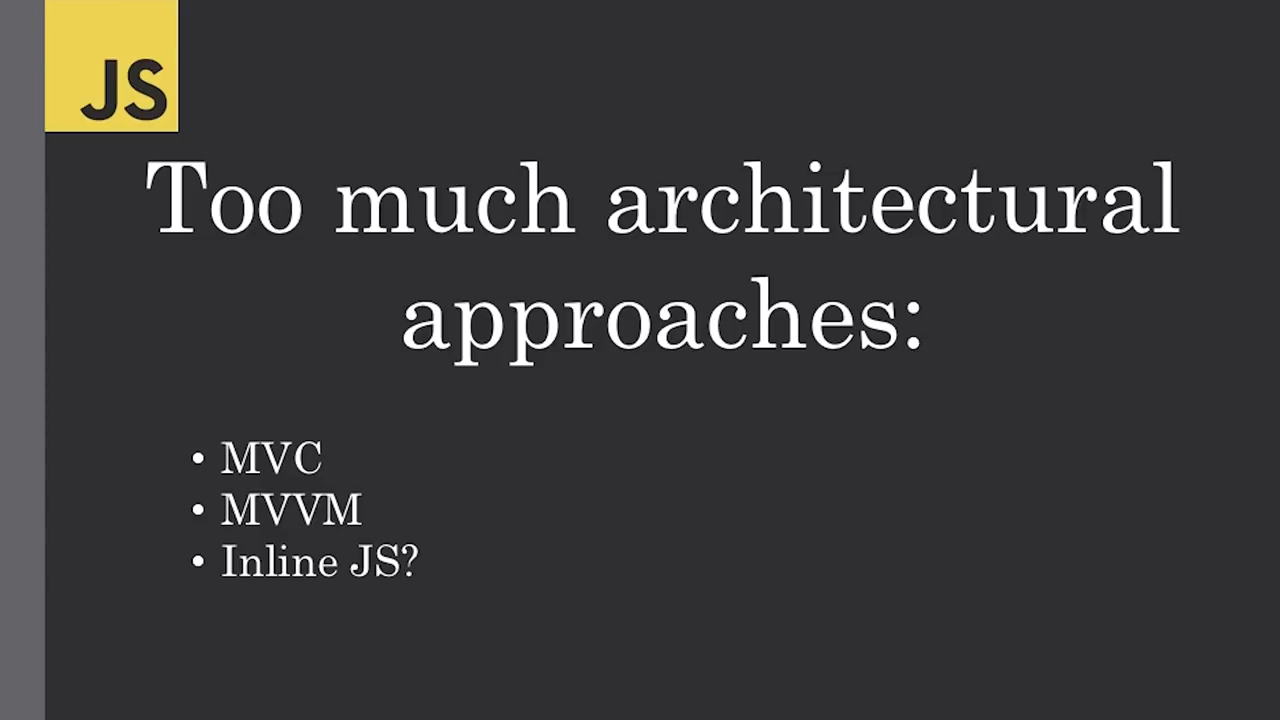 JS
Too much architectural
approaches:
• MVC
• MVVM
• Inline JS?